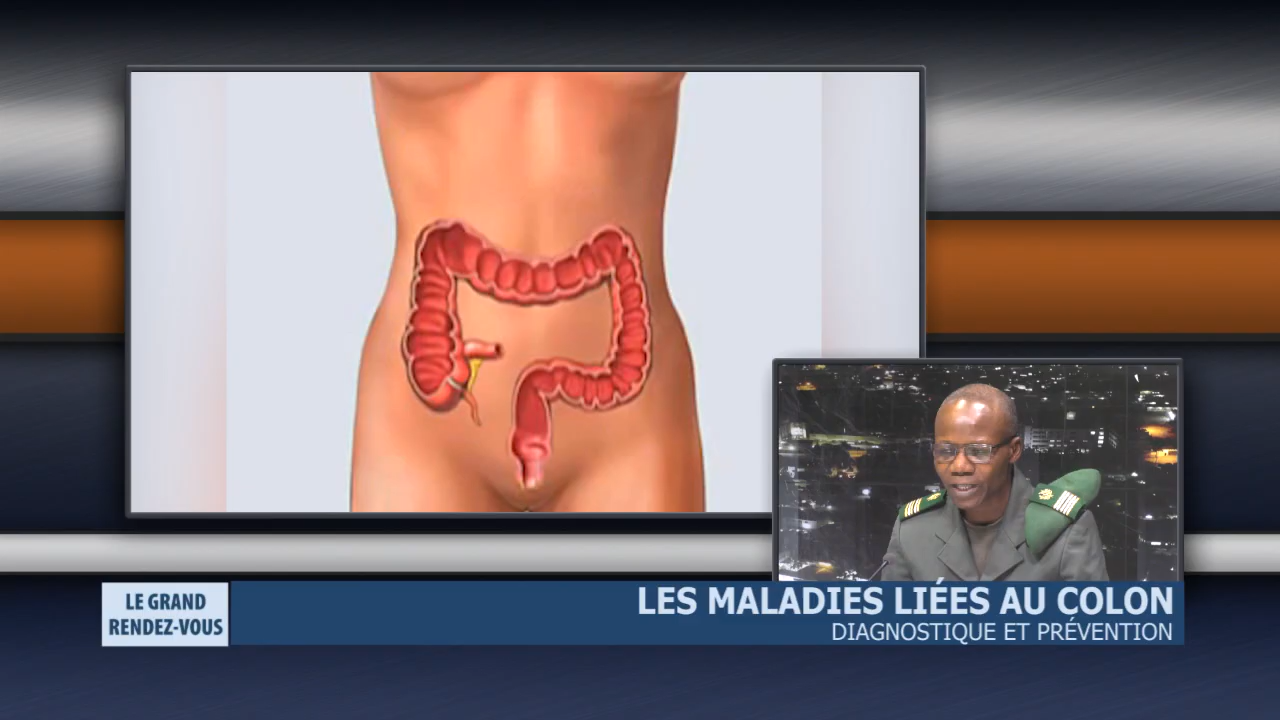 LE GRAND
RENDEZ-VOUS
LES MALADIES LIÉES AU COLON
DIAGNOSTIQUE ET PRÉVENTION